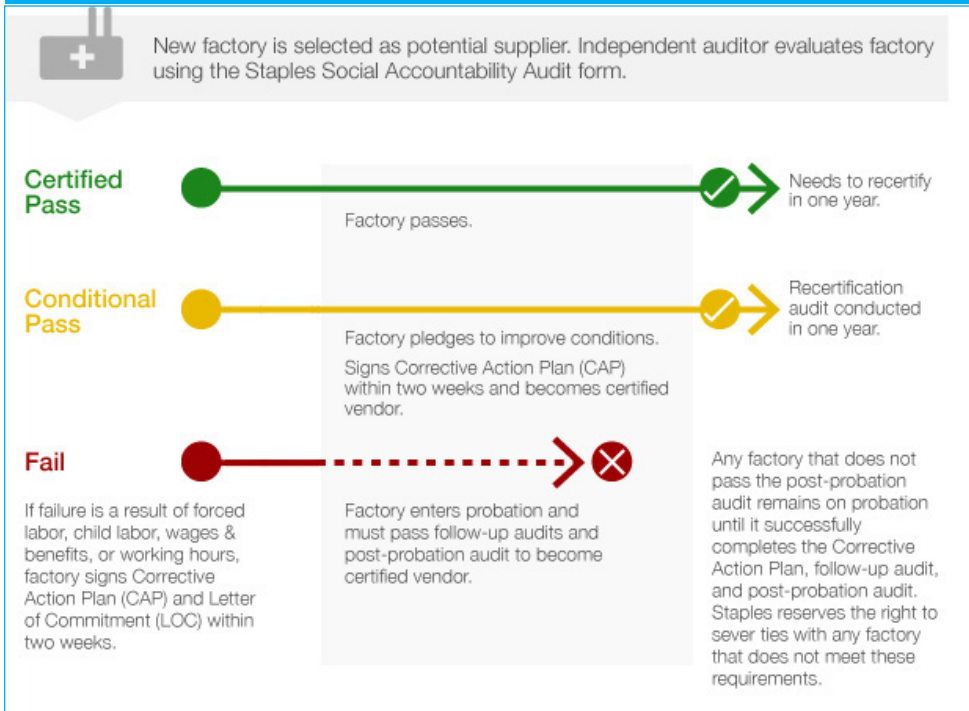 New factory is selected as potential supplier. Independent auditor evaluates factory
using the Staples Social Accountability Audit form.
Certified
Pass
Factory passes.
Needs to recertify
in one year.
Conditional
Pass
Factory pledges to improve conditions.
Signs Corrective Action Plan (CAP)
within two weeks and becomes certified
vendor.
Recertification
audit conducted
in one year.
Fail
If failure is a result of forced
labor, child labor, wages &
benefits, or working hours,
factory signs Corrective
Action Plan (CAP) and Letter
of Commitment (LOC) within
two weeks.
Factory enters probation and
must pass follow-up audits and
post-probation audit to become
certified vendor.
Any factory that does not
pass the post-probation
audit remains on probation
until it successfully
completes the Corrective
Action Plan, follow-up audit,
and post-probation audit.
Staples reserves the right to
sever ties with any factory
that does not meet these
requirements.